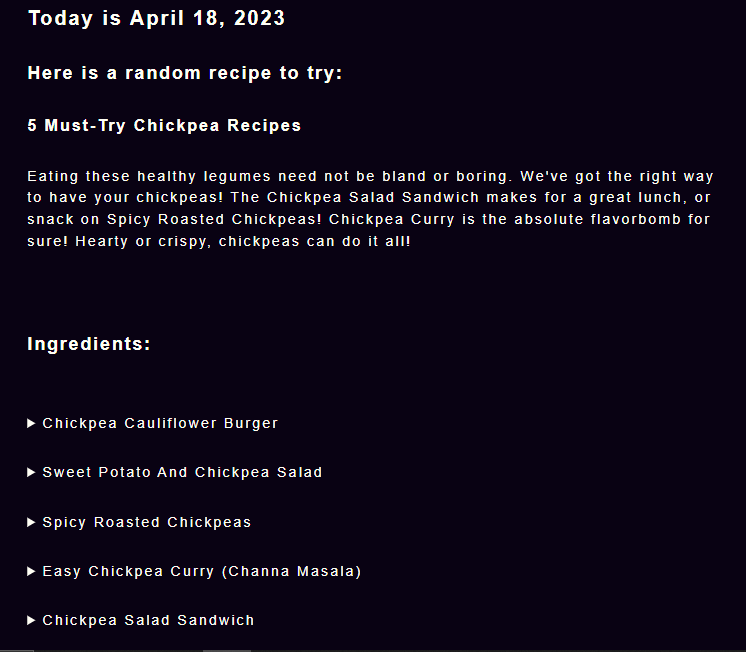 Today is April 18, 2023
Here is a random recipe to try:
5 Must-Try Chickpea Recipes
Eating these healthy legumes need not be bland or boring. We've got the right way
to have your chickpeas! The Chickpea Salad Sandwich makes for a great lunch, or
snack on Spicy Roasted Chickpeas! Chickpea Curry is the absolute flavorbomb for
sure! Hearty or crispy, chickpeas can do it all!
Ingredients:
Chickpea Cauliflower Burger
Sweet Potato And Chickpea Salad
Spicy Roasted Chickpeas
Easy Chickpea Curry (Channa Masala)
Chickpea Salad Sandwich